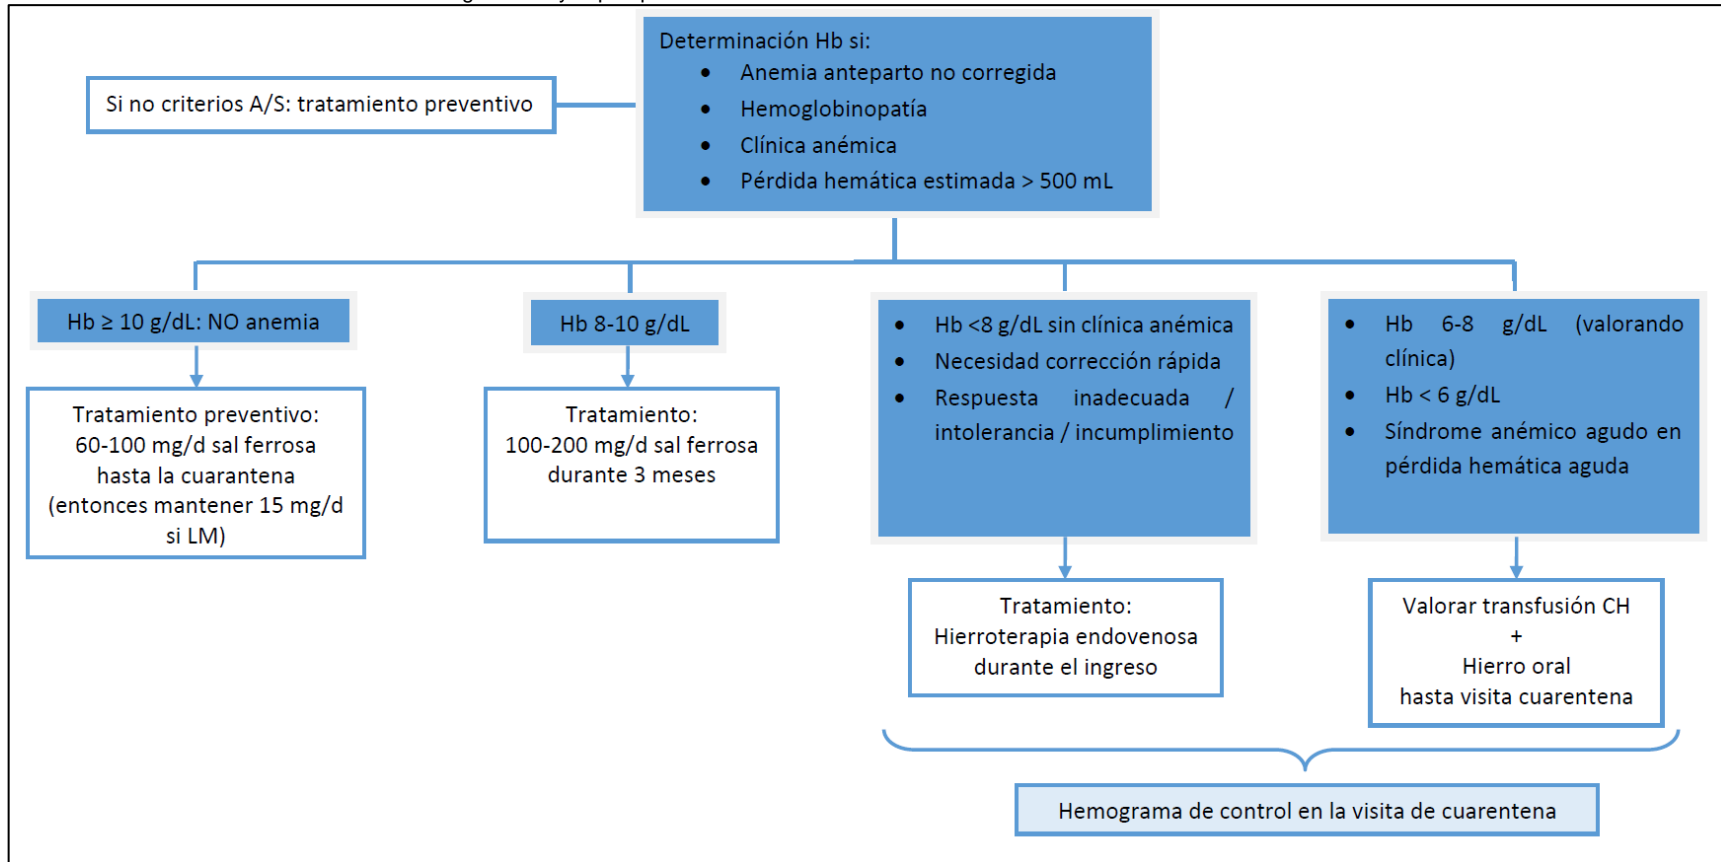 Determinación Hb si:
• Anemia anteparto no corregida
• Hemoglobinopatía
• Clínica anémica
• Pérdida hemática estimada > 500 mL
Si no criterios A/S: tratamiento preventivo
Hb ≥ 10 g/dL: NO anemia
Tratamiento preventivo:
60-100 mg/d sal ferrosa
hasta la cuarantena
(entonces mantener 15 mg/d
si LM)
Hb 8-10 g/dL
Tratamiento:
100-200 mg/d sal ferrosa
durante 3 meses
• Hb <8 g/dL sin clínica anémica
• Necesidad corrección rápida
• Respuesta inadecuada /
intolerancia / incumplimiento
Tratamiento:
Hierroterapia endovenosa
durante el ingreso
• Hb 6-8 g/dL (valorando
clínica)
• Hb < 6 g/dL
• Síndrome anémico agudo en
pérdida hemática aguda
Valorar transfusión CH
+
Hierro oral
hasta visita cuarentena
Hemograma de control en la visita de cuarentena